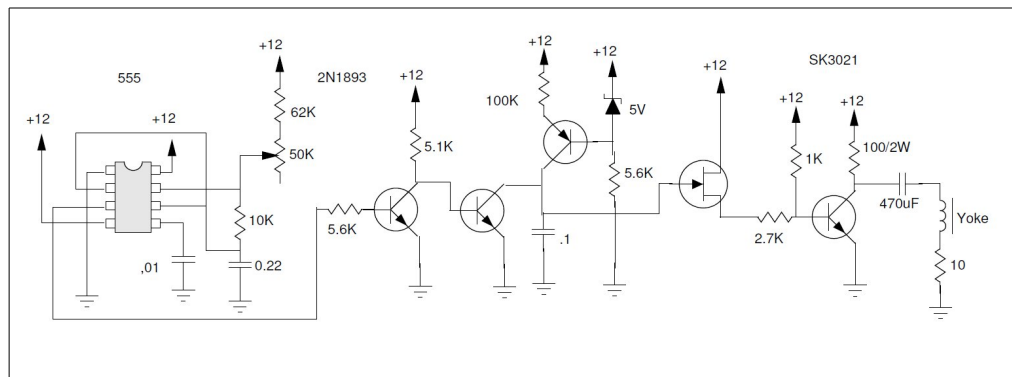 555
+12
+12
+12
62K
50K
10K
,01
0.22
2N1893
+12
5.1K
5.6K
+12
100K
+12
5V
5.6K
.1
+12
SK3021
+12
+12
1K
100/2W
2.7K
470uF
Yoke
10